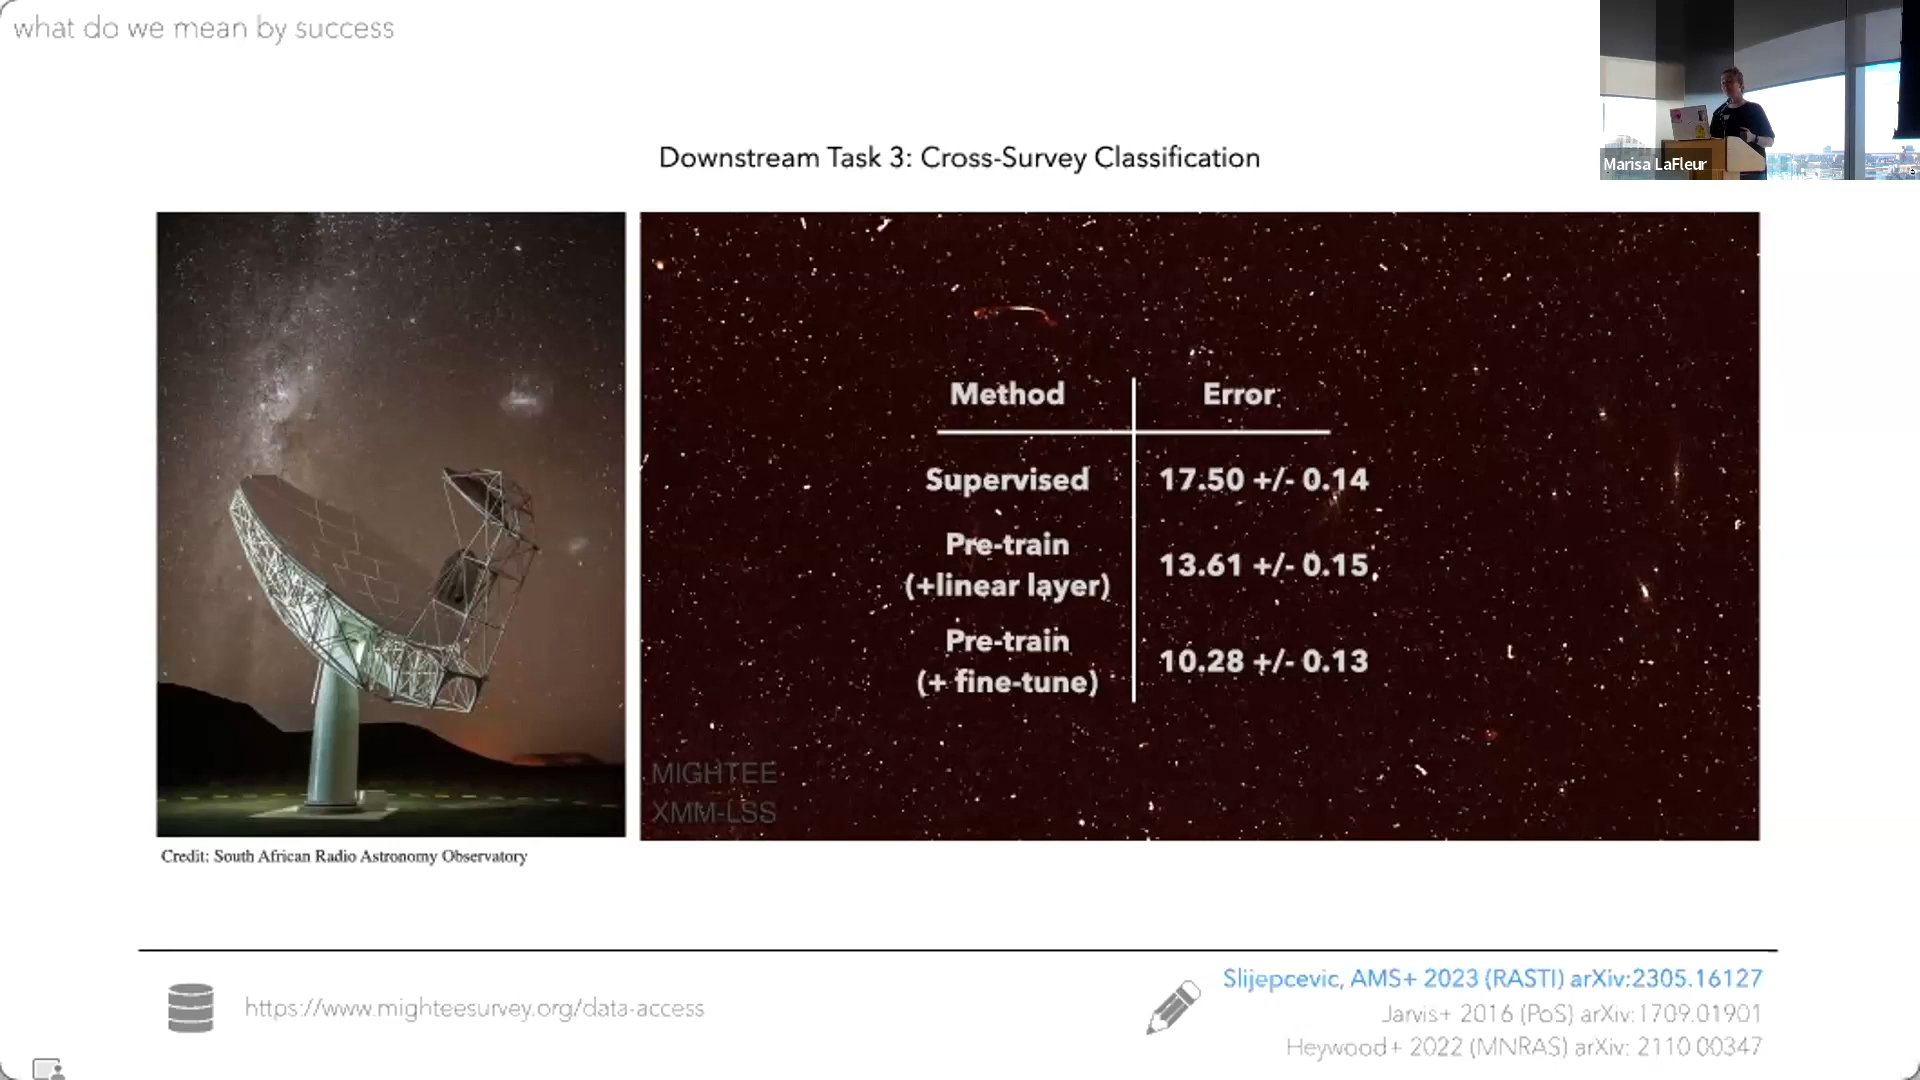 what do we mean by success
Marisa LaFleur
Downstream Task 3: Cross-Survey Classification
Method Error
Supervised 17.50 +/- 0.14
Pre-train
(+linear layer) 13.61 +/- 0.15
Pre-train
(+ fine-tune) 10.28 +/- 0.13
MIGHTEE
XMM-LSS
Credit: South African Radio Astronomy Observatory
https://www.mighteesurvey.org/data-access
Slijepcevic, AMS+ 2023 (RASTI) arXiv:2305.16127
Jarvis+ 2016 (PoS) arXiv:1709.01901
Heywood+ 2022 (MNRAS) arXiv: 2110.00347